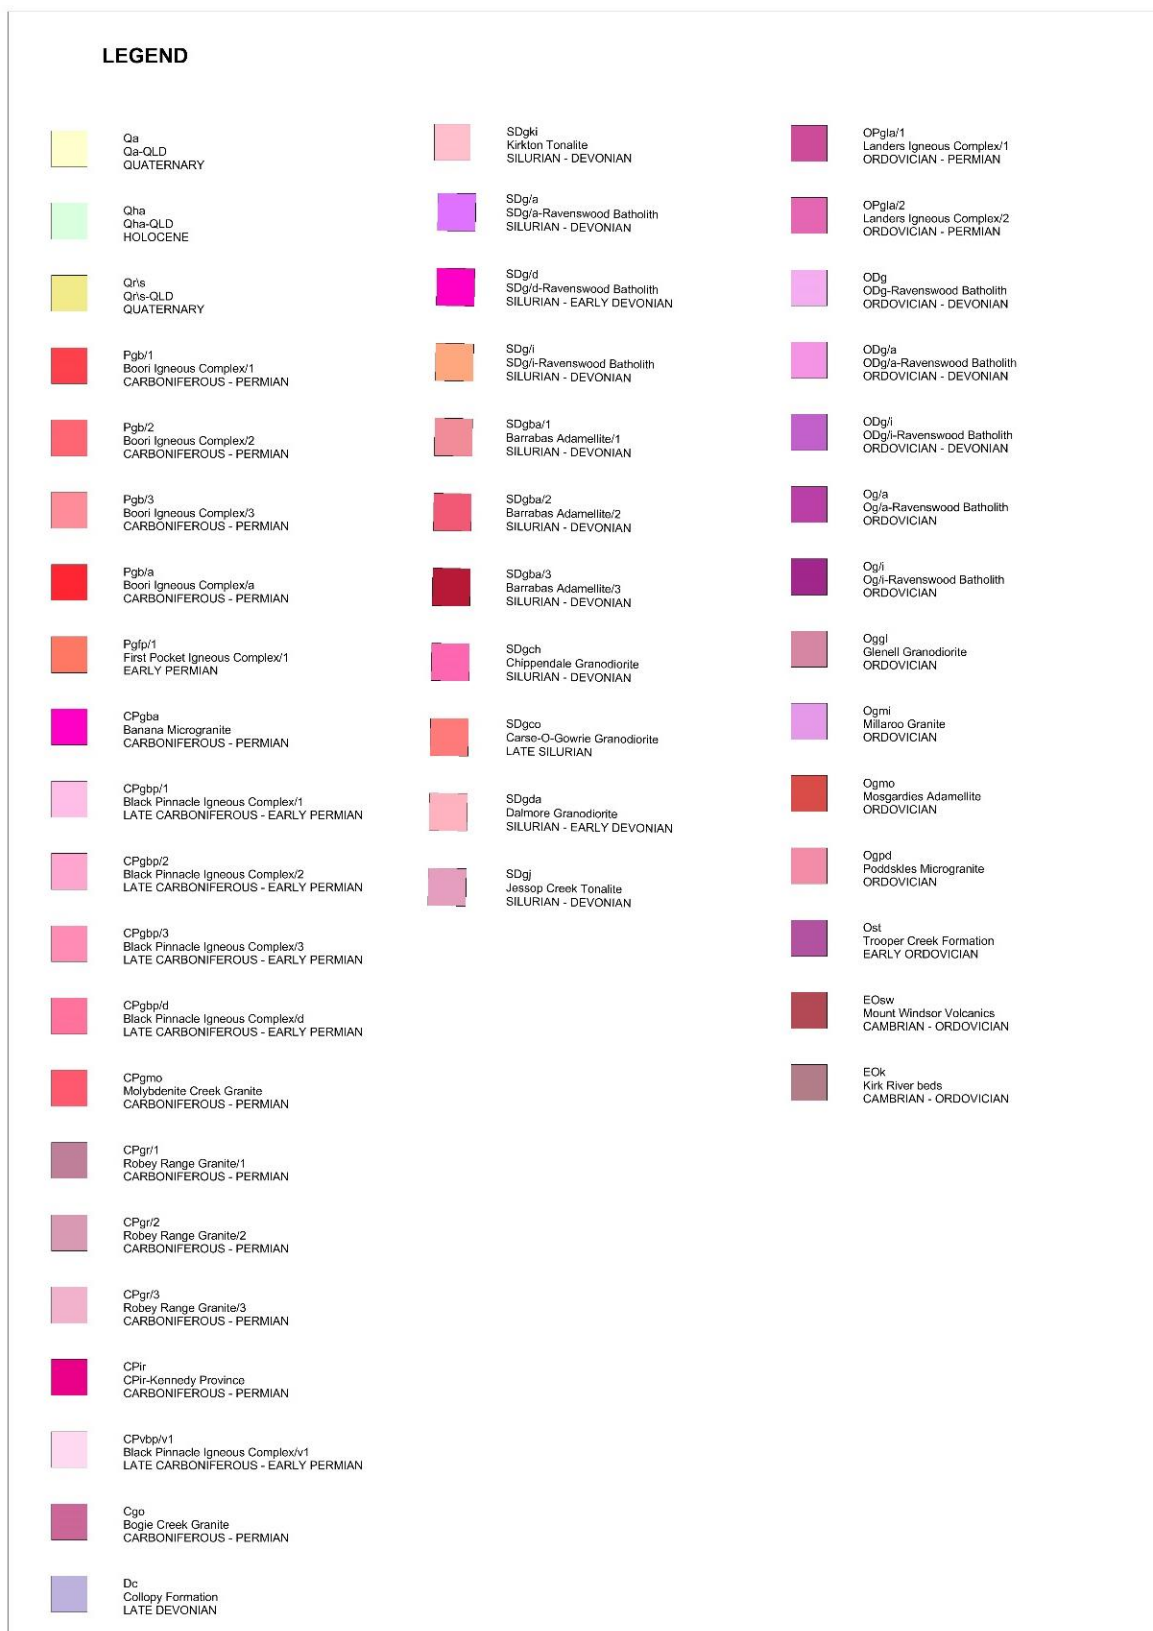 LEGEND
Qa
Qa-QLD
QUATERNARY
Qha
Qha-QLD
HOLOCENE
Qr\s
Qr\s-QLD
QUATERNARY
Pgb/1
Boori Igneous Complex/1
CARBONIFEROUS - PERMIAN
Pgb/2
Boori Igneous Complex/2
CARBONIFEROUS - PERMIAN
Pgb/3
Boori Igneous Complex/3
CARBONIFEROUS - PERMIAN
Pgb/a
Boori Igneous Complex/a
CARBONIFEROUS - PERMIAN
Pgfp/1
First Pocket Igneous Complex/1
EARLY PERMIAN
CPgba
Banana Microgranite
CARBONIFEROUS - PERMIAN
CPgbp/1
Black Pinnacle Igneous Complex/1
LATE CARBONIFEROUS - EARLY PERMIAN
CPgbp/2
Black Pinnacle Igneous Complex/2
LATE CARBONIFEROUS - EARLY PERMIAN
CPgbp/3
Black Pinnacle Igneous Complex/3
LATE CARBONIFEROUS - EARLY PERMIAN
CPgbp/d
Black Pinnacle Igneous Complex/d
LATE CARBONIFEROUS - EARLY PERMIAN
CPgmo
Molybdenite Creek Granite
CARBONIFEROUS - PERMIAN
CPgr/1
Robey Range Granite/1
CARBONIFEROUS - PERMIAN
CPgr/2
Robey Range Granite/2
CARBONIFEROUS - PERMIAN
CPgr/3
Robey Range Granite/3
CARBONIFEROUS - PERMIAN
CPir
CPir-Kennedy Province
CARBONIFEROUS - PERMIAN
CPvbp/v1
Black Pinnacle Igneous Complex/v1
LATE CARBONIFEROUS - EARLY PERMIAN
Cgo
Bogie Creek Granite
CARBONIFEROUS - PERMIAN
Dc
Collopy Formation
LATE DEVONIAN
SDgki
Kirkton Tonalite
SILURIAN - DEVONIAN
SDg/a
SDg/a-Ravenswood Batholith
SILURIAN - DEVONIAN
SDg/d
SDg/d-Ravenswood Batholith
SILURIAN - EARLY DEVONIAN
SDg/i
SDg/i-Ravenswood Batholith
SILURIAN - DEVONIAN
SDgba/1
Barrabas Adamellite/1
SILURIAN - DEVONIAN
SDgba/2
Barrabas Adamellite/2
SILURIAN - DEVONIAN
SDgba/3
Barrabas Adamellite/3
SILURIAN - DEVONIAN
SDgch
Chippendale Granodiorite
SILURIAN - DEVONIAN
SDgco
Carse-O-Gowrie Granodiorite
LATE SILURIAN
SDgda
Dalmore Granodiorite
SILURIAN - EARLY DEVONIAN
SDgj
Jessop Creek Tonalite
SILURIAN - DEVONIAN
OPgla/1
Landers Igneous Complex/1
ORDOVICIAN - PERMIAN
OPgla/2
Landers Igneous Complex/2
ORDOVICIAN - PERMIAN
ODg
ODg-Ravenswood Batholith
ORDOVICIAN - DEVONIAN
ODg/a
ODg/a-Ravenswood Batholith
ORDOVICIAN - DEVONIAN
ODg/i
ODg/i-Ravenswood Batholith
ORDOVICIAN - DEVONIAN
Og/a
Og/a-Ravenswood Batholith
ORDOVICIAN
Og/i
Og/i-Ravenswood Batholith
ORDOVICIAN
Oggl
Glenell Granodiorite
ORDOVICIAN
Ogmi
Millaroo Granite
ORDOVICIAN
Ogmo
Mosgardies Adamellite
ORDOVICIAN
Ogpd
Poddskles Microgranite
ORDOVICIAN
Ost
Trooper Creek Formation
EARLY ORDOVICIAN
EOsw
Mount Windsor Volcanics
CAMBRIAN - ORDOVICIAN
EOk
Kirk River beds
CAMBRIAN - ORDOVICIAN